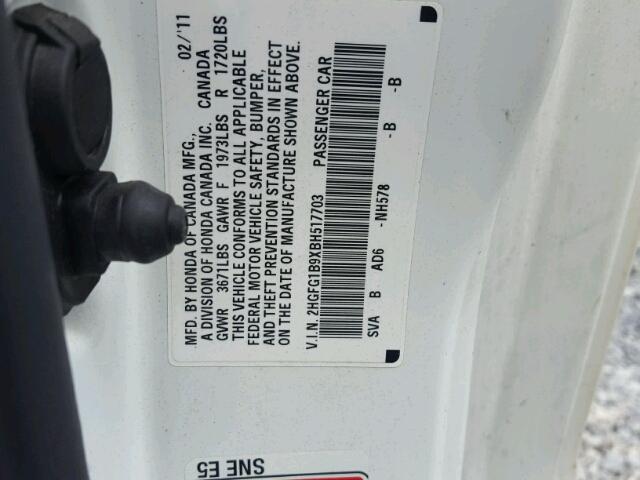 MFD. BY HONDA OF CANADA MFG., 02/'11
A DIVISION OF HONDA CANADA INC. CANADA
GVWR 3671LBS GAWR F 1973LBS R 1720LBS
THIS VEHICLE CONFORMS TO ALL APPLICABLE
FEDERAL MOTOR VEHICLE SAFETY, BUMPER,
AND THEFT PREVENTION STANDARDS IN EFFECT
ON THE DATE OF MANUFACTURE SHOWN ABOVE.
V.I.N. 2HGFG1B9XBH517703 PASSENGER CAR
SVA B AD6 -NH578 -B -B
SNE E5